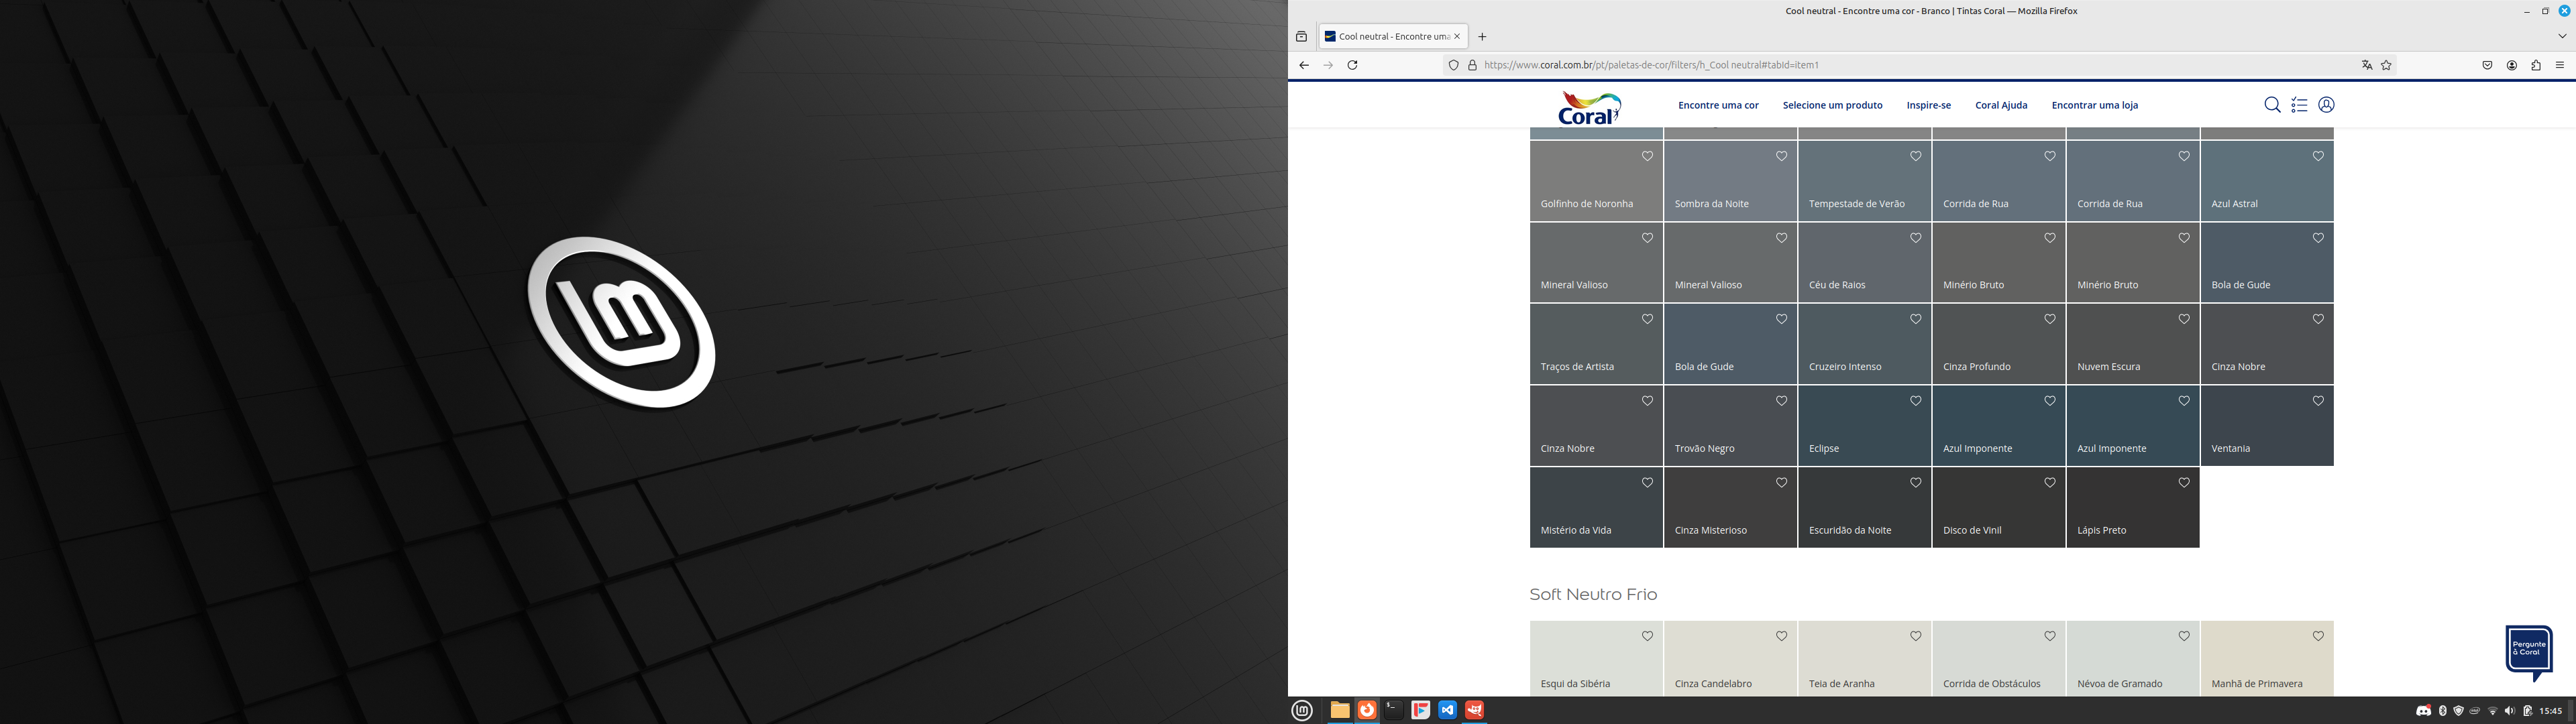 lm
Cool neutral - Encontre uma cor - Branco | Tintas Coral — Mozilla Firefox
Cool neutral - Encontre uma
https://www.coral.com.br/pt/paletas-de-cor/filters/h_Cool neutral#tabId=item1
Coral
Encontre uma cor
Selecione um produto
Inspire-se
Coral Ajuda
Encontrar uma loja
Golfinho de Noronha
Sombra da Noite
Tempestade de Verão
Corrida de Rua
Corrida de Rua
Azul Astral
Mineral Valioso
Mineral Valioso
Céu de Raios
Minério Bruto
Minério Bruto
Bola de Gude
Traços de Artista
Bola de Gude
Cruzeiro Intenso
Cinza Profundo
Nuvem Escura
Cinza Nobre
Cinza Nobre
Trovão Negro
Eclipse
Azul Imponente
Azul Imponente
Ventania
Mistério da Vida
Cinza Misterioso
Escuridão da Noite
Disco de Vinil
Lápis Preto
Soft Neutro Frio
Esqui da Sibéria
Cinza Candelabro
Teia de Aranha
Corrida de Obstáculos
Névoa de Gramado
Manhã de Primavera
Pergunte
à Coral
15:45